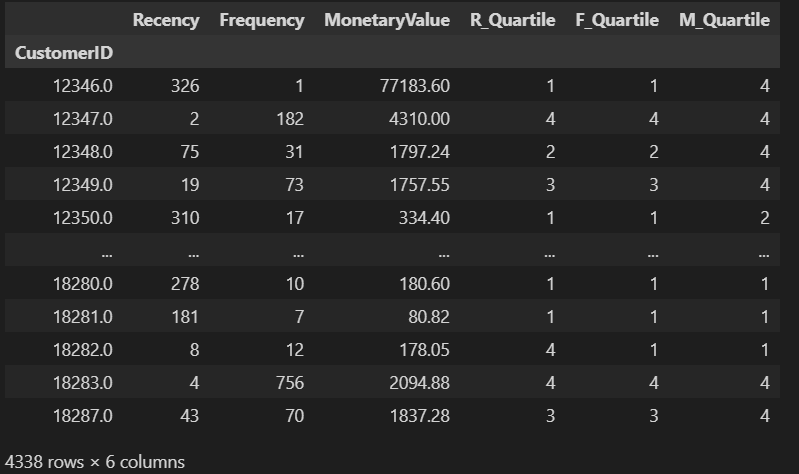 Recency Frequency MonetaryValue R_Quartile F_Quartile M_Quartile
CustomerID
12346.0 326 1 77183.60 1 1 4
12347.0 2 182 4310.00 4 4 4
12348.0 75 31 1797.24 2 2 4
12349.0 19 73 1757.55 3 3 4
12350.0 310 17 334.40 1 1 2
... ... ... ... ... ... ...
18280.0 278 10 180.60 1 1 1
18281.0 181 7 80.82 1 1 1
18282.0 8 12 178.05 4 1 1
18283.0 4 756 2094.88 4 4 4
18287.0 43 70 1837.28 3 3 4
4338 rows × 6 columns